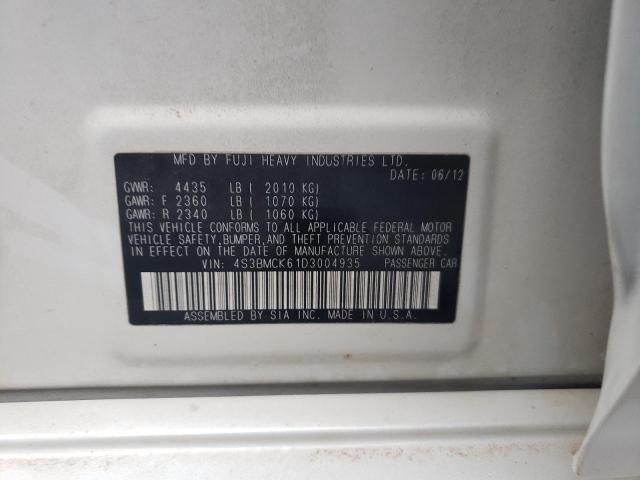 MFD BY FUJI HEAVY INDUSTRIES LTD.
DATE: 06/12
GVWR: 4435 LB ( 2010 KG)
GAWR: F 2360 LB ( 1070 KG)
GAWR: R 2340 LB ( 1060 KG)
THIS VEHICLE CONFORMS TO ALL APPLICABLE FEDERAL MOTOR
VEHICLE SAFETY, BUMPER, AND THEFT PREVENTION STANDARDS
IN EFFECT ON THE DATE OF MANUFACTURE SHOWN ABOVE.
VIN: 4S3BMCK61D3004935 PASSENGER CAR
ASSEMBLED BY SIA INC. MADE IN U.S.A.